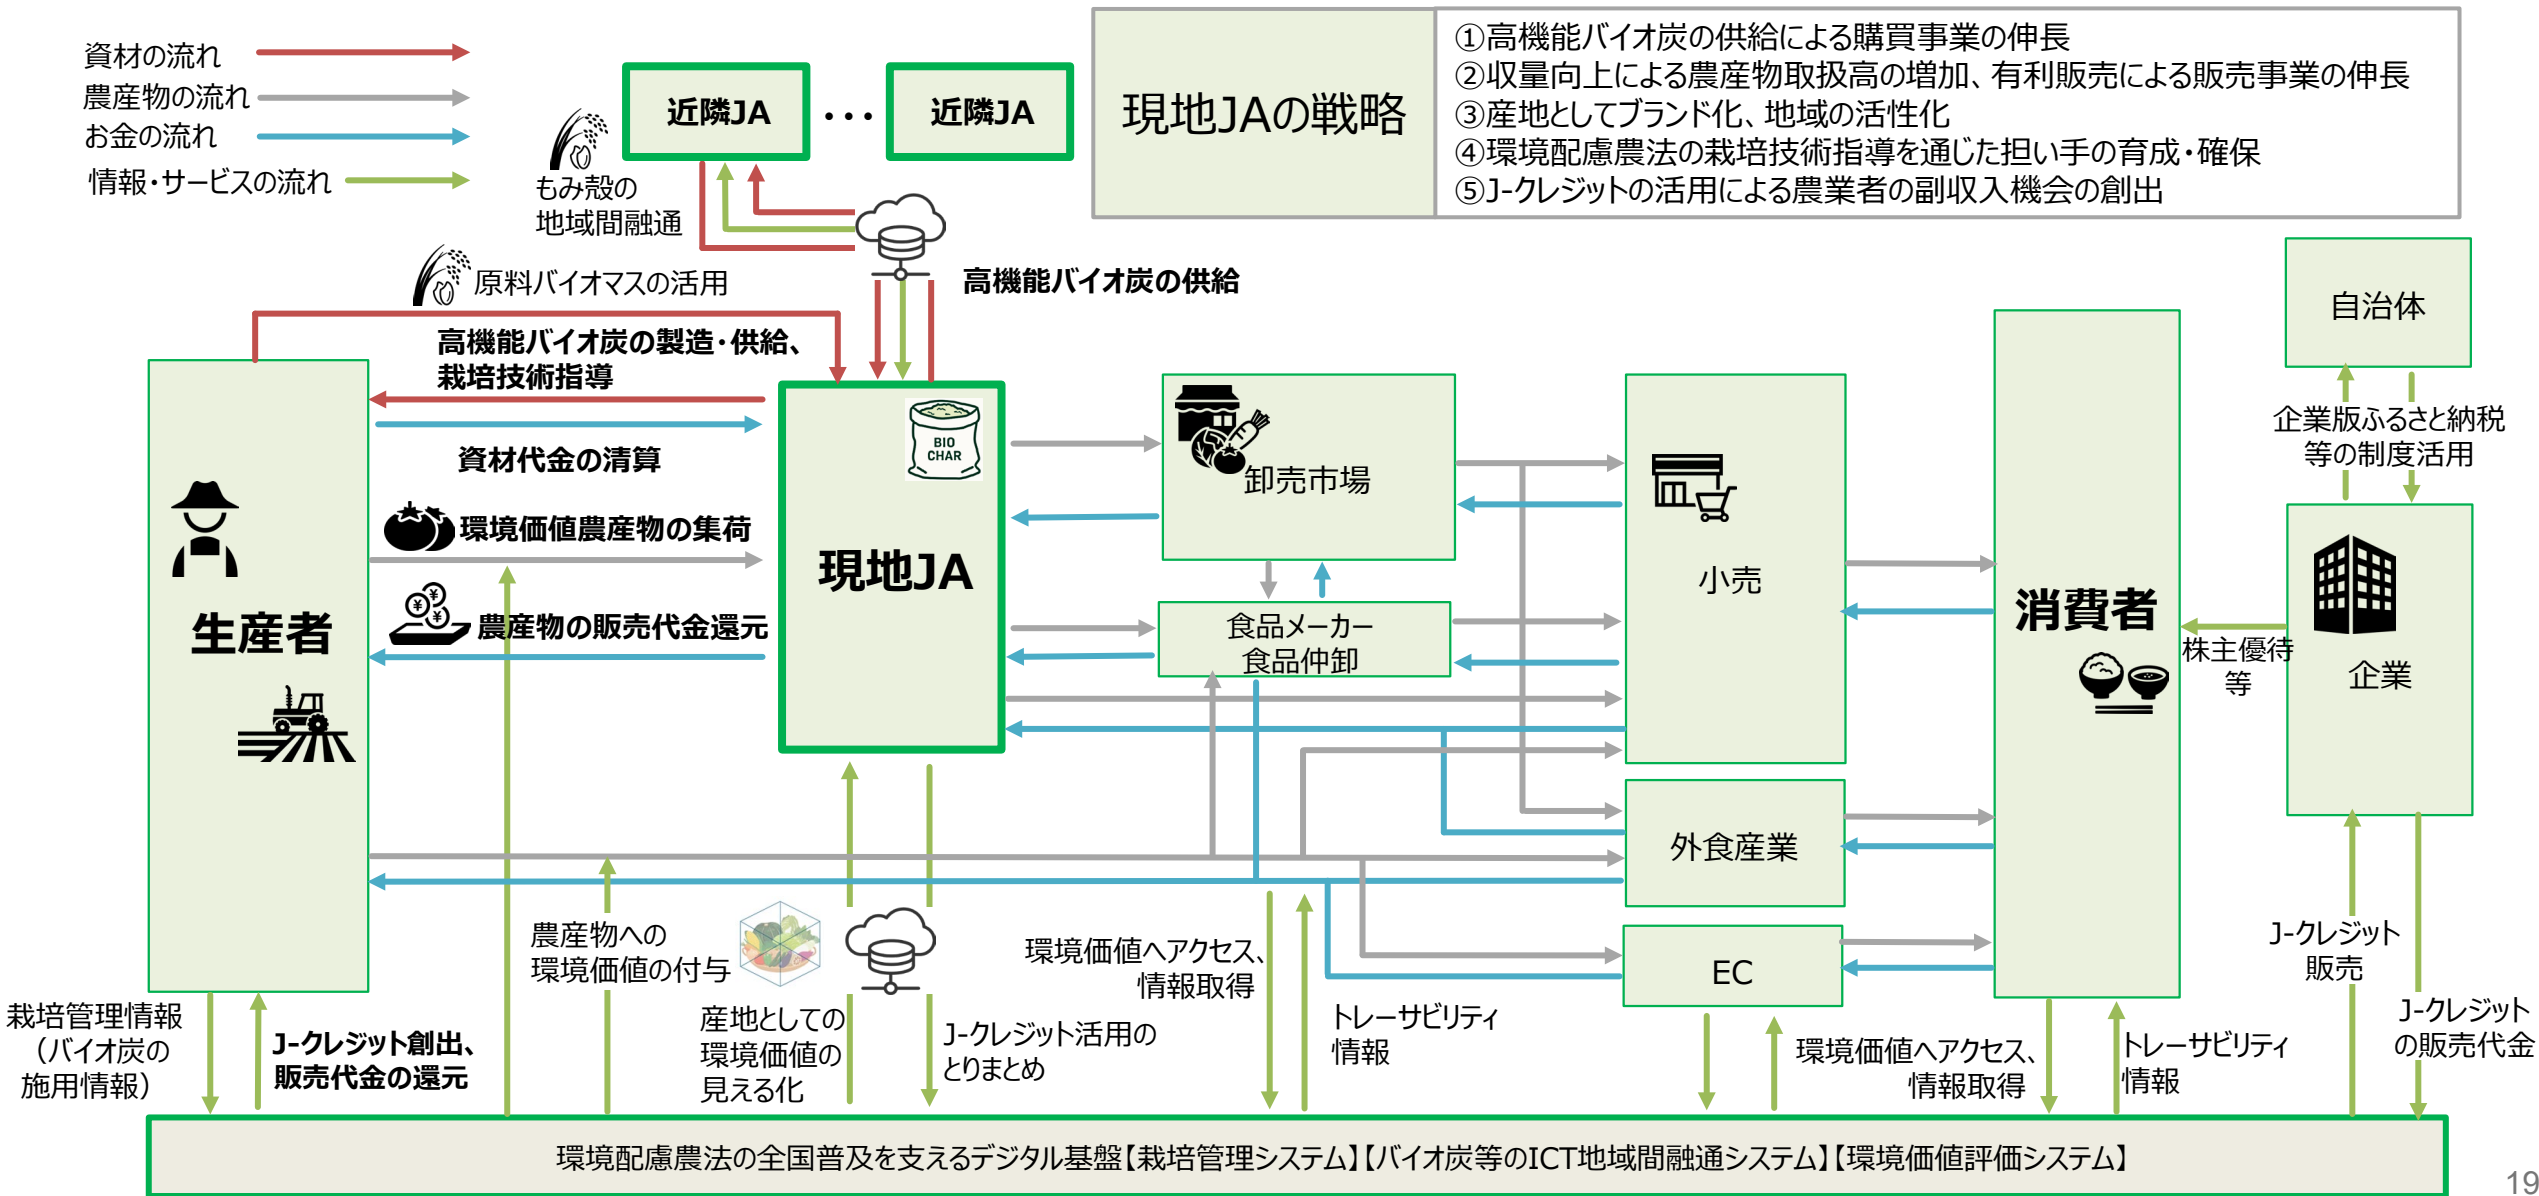 資材の流れ
農産物の流れ
お金の流れ
情報・サービスの流れ
近隣JA
・・・
近隣JA
現地JAの戦略
①高機能バイオ炭の供給による購買事業の伸長
②収量向上による農産物取扱高の増加、有利販売による販売事業の伸長
③産地としてブランド化、地域の活性化
④環境配慮農法の栽培技術指導を通じた担い手の育成・確保
⑤J-クレジットの活用による農業者の副収入機会の創出
もみ殻の
地域間融通
原料バイオマスの活用
高機能バイオ炭の供給
高機能バイオ炭の製造・供給、
栽培技術指導
資材代金の清算
環境価値農産物の集荷
農産物の販売代金還元
生産者
BIO
CHAR
現地JA
卸売市場
食品メーカー
食品仲卸
小売
外食産業
EC
消費者
自治体
企業版ふるさと納税
等の制度活用
企業
株主優待
等
栽培管理情報
（バイオ炭の
施用情報）
J-クレジット創出、
販売代金の還元
農産物への
環境価値の付与
産地としての
環境価値の
見える化
J-クレジット活用の
とりまとめ
環境価値へアクセス、
情報取得
トレーサビリティ
情報
環境価値へアクセス、
情報取得
トレーサビリティ
情報
J-クレジット
販売
J-クレジット
の販売代金
環境配慮農法の全国普及を支えるデジタル基盤【栽培管理システム】【バイオ炭等のICT地域間融通システム】【環境価値評価システム】
19